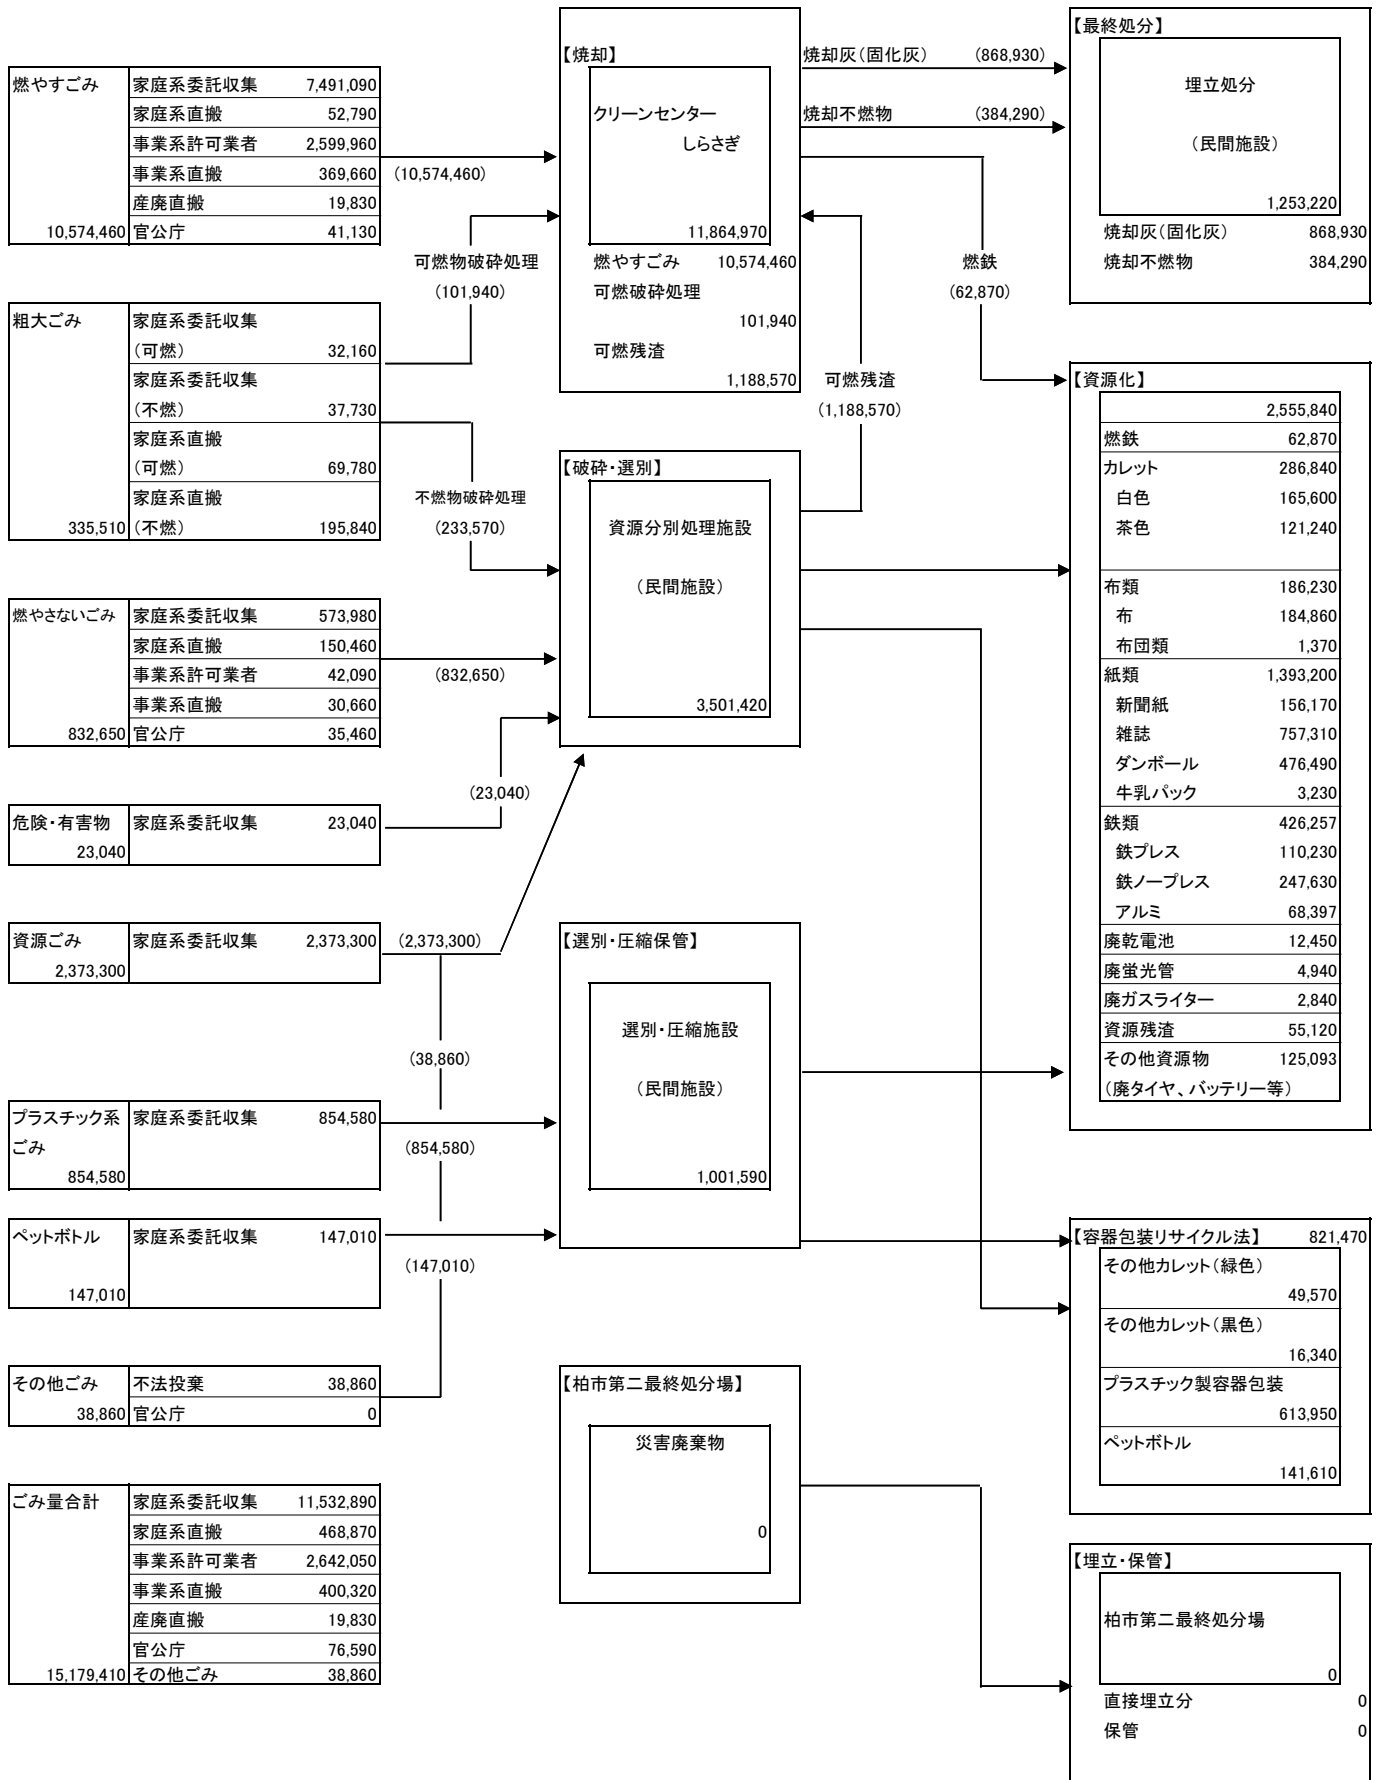 燃やすごみ 家庭系委託収集 7,491,090
家庭系直搬 52,790
事業系許可業者 2,599,960
事業系直搬 369,660
産廃直搬 19,830
10,574,460 官公庁 41,130
(10,574,460)
可燃物破砕処理
(101,940)
粗大ごみ 家庭系委託収集
(可燃) 32,160
家庭系委託収集
(不燃) 37,730
家庭系直搬
(可燃) 69,780
家庭系直搬
335,510 (不燃) 195,840
不燃物破砕処理
(233,570)
燃やさないごみ 家庭系委託収集 573,980
家庭系直搬 150,460
事業系許可業者 42,090
事業系直搬 30,660
832,650 官公庁 35,460
(832,650)
危険・有害物 家庭系委託収集 23,040
23,040
(23,040)
資源ごみ 家庭系委託収集 2,373,300
2,373,300
(2,373,300)
(38,860)
プラスチック系 家庭系委託収集 854,580
ごみ
854,580
(854,580)
ペットボトル 家庭系委託収集 147,010
147,010
(147,010)
その他ごみ 不法投棄 38,860
38,860 官公庁 0
ごみ量合計 家庭系委託収集 11,532,890
家庭系直搬 468,870
事業系許可業者 2,642,050
事業系直搬 400,320
産廃直搬 19,830
官公庁 76,590
15,179,410 その他ごみ 38,860
【焼却】
クリーンセンター
しらさぎ
11,864,970
燃やすごみ 10,574,460
可燃破砕処理
101,940
可燃残渣
1,188,570
焼却灰(固化灰) (868,930)
焼却不燃物 (384,290)
燃鉄
(62,870)
可燃残渣
(1,188,570)
【破砕・選別】
資源分別処理施設
(民間施設)
3,501,420
【選別・圧縮保管】
選別・圧縮施設
(民間施設)
1,001,590
【柏市第二最終処分場】
災害廃棄物
0
【最終処分】
埋立処分
(民間施設)
1,253,220
焼却灰(固化灰) 868,930
焼却不燃物 384,290
【資源化】
2,555,840
燃鉄 62,870
カレット 286,840
白色 165,600
茶色 121,240
布類 186,230
布 184,860
布団類 1,370
紙類 1,393,200
新聞紙 156,170
雑誌 757,310
ダンボール 476,490
牛乳パック 3,230
鉄類 426,257
鉄プレス 110,230
鉄ノープレス 247,630
アルミ 68,397
廃乾電池 12,450
廃蛍光管 4,940
廃ガスライター 2,840
資源残渣 55,120
その他資源物 125,093
(廃タイヤ、バッテリー等)
【容器包装リサイクル法】 821,470
その他カレット(緑色)
49,570
その他カレット(黒色)
16,340
プラスチック製容器包装
613,950
ペットボトル
141,610
【埋立・保管】
柏市第二最終処分場
0
直接埋立分 0
保管 0